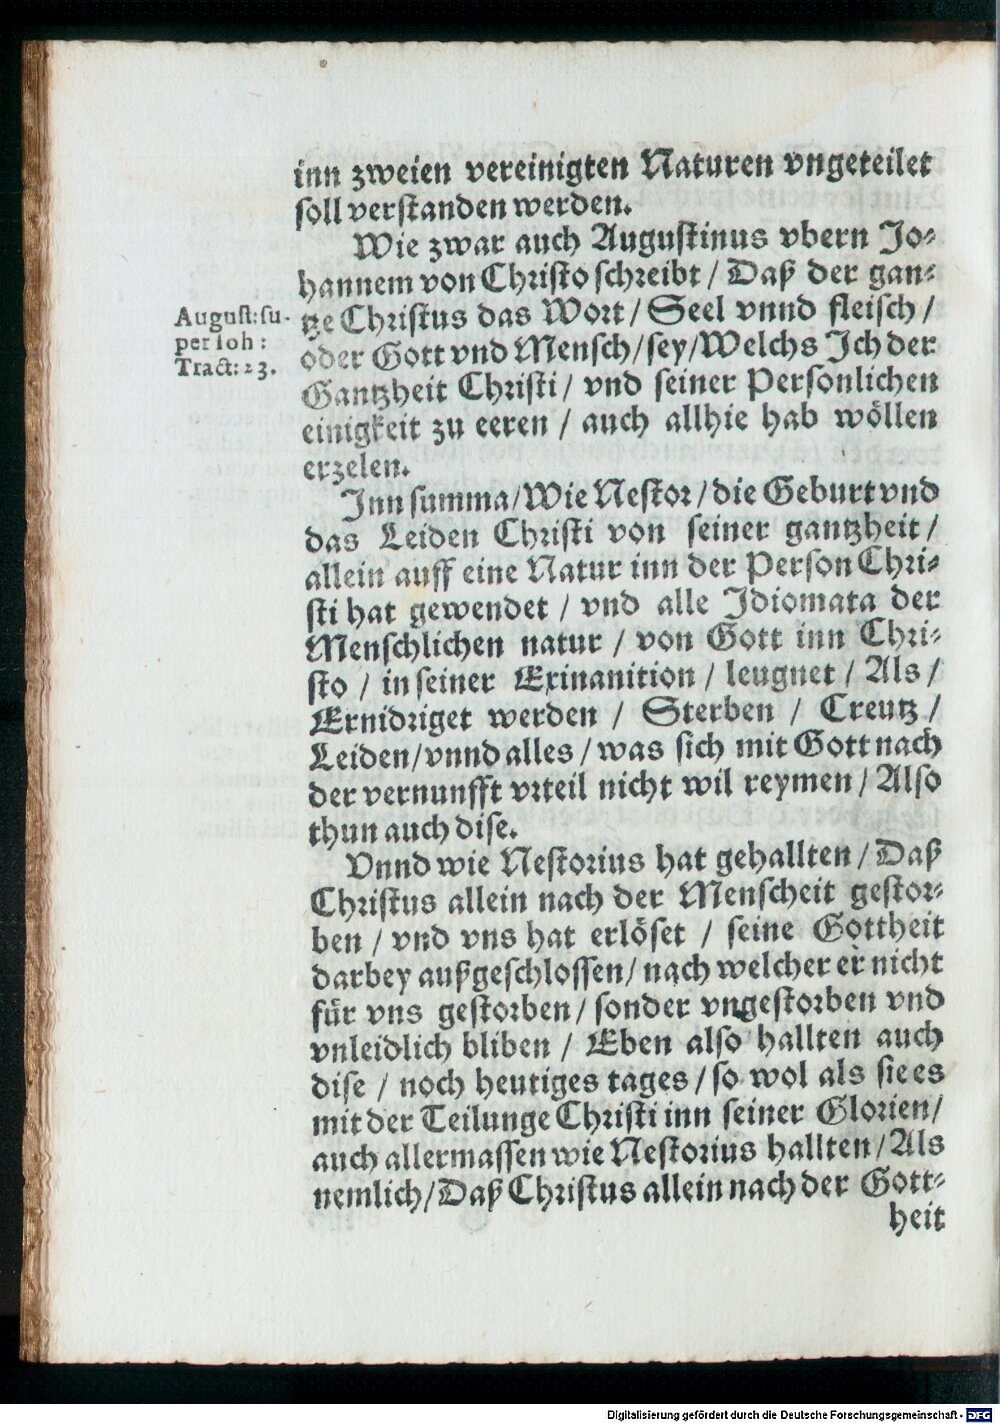 inn zweien vereinigten Naturen vngeteilet
soll verstanden werden.
Wie zwar auch Augustinus vbern Jo⸗
hannem von Christo schreibt / Daß der gan⸗
tze Christus das Wort / Seel vnnd fleisch /
August: su-
per Ioh:
Tract: 23.
oder Gott vnd Mensch / sey / Welchs Ich der
Gantzheit Christi / vnd seiner Personlichen
einigkeit zu eeren / auch allhie hab wöllen
erzelen.
Inn summa / Wie Nestor / die Geburt vnd
das Leiden Christi von seiner gantzheit /
allein auff eine Natur inn der Person Chri⸗
sti hat gewendet / vnd alle Idiomata der
Menschlichen natur / von Gott inn Chri⸗
sto / in seiner Exinanition / leugnet / Als /
Ernidriget werden / Sterben / Creutz /
Leiden / vnnd alles / was sich mit Gott nach
der vernunfft vrteil nicht wil reymen / Also
thun auch dise.
Vnnd wie Nestorius hat gehallten / Daß
Christus allein nach der Menscheit gestor⸗
ben / vnd vns hat erlöset / seine Gottheit
darbey außgeschlossen / nach welcher er nicht
für vns gestorben / sonder vngestorben vnd
vnleidlich bliben / Eben also hallten auch
dise / noch heutiges tages / so wol als sie es
mit der Teilunge Christi inn seiner Glorien /
auch allermassen wie Nestorius hallten / Als
nemlich / Daß Christus allein nach der Gott⸗
heit
Digitalisierung gefördert durch die Deutsche Forschungsgemeinschaft - DFG